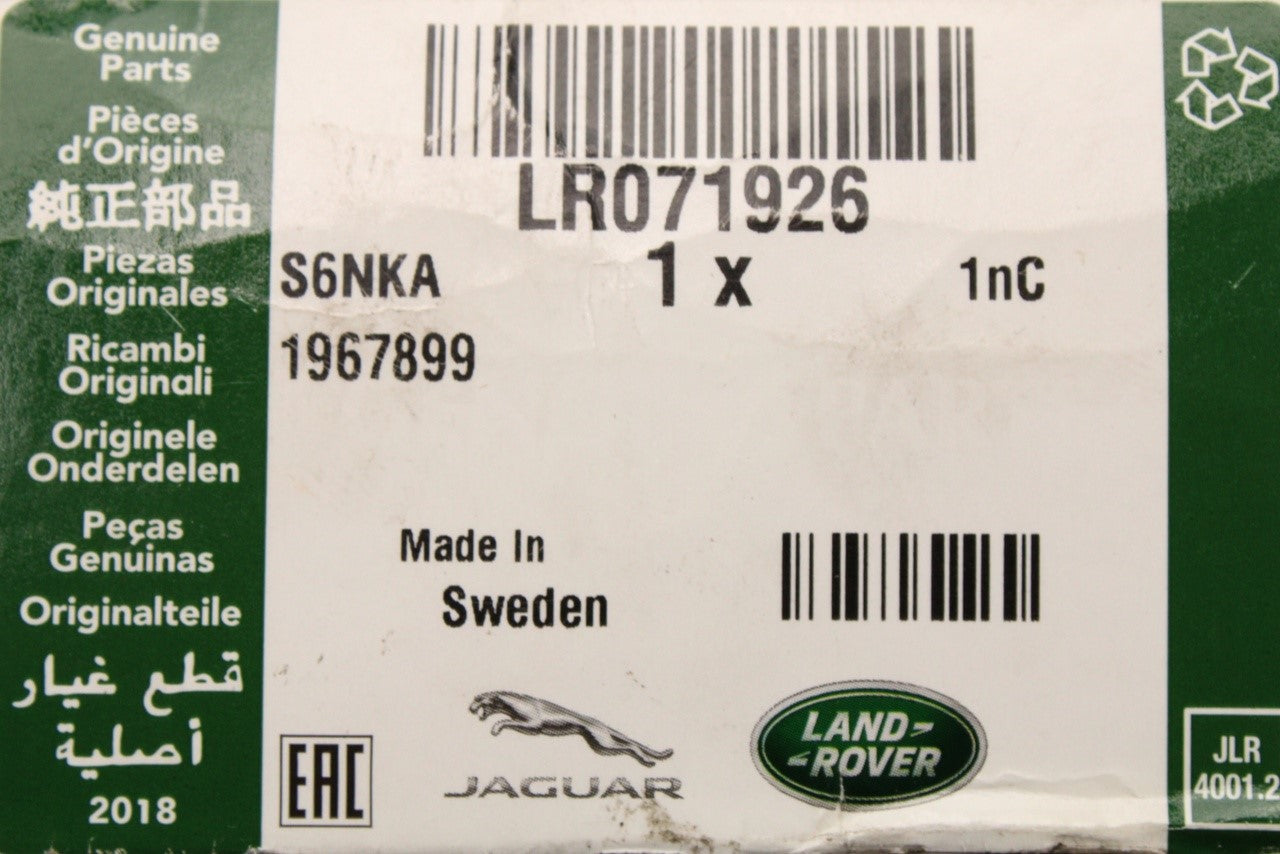 Genuine
Parts
Pièces
d'Origine
純正部品
Piezas
Originales
Ricambi
Originali
Originele
Onderdelen
Peças
Genuinas
Originalteile
قطع غيار
أصلية
2018
LR071926
S6NKA 1 x 1nC
1967899
Made In
Sweden
EAC
JAGUAR
LAND-
-ROVER
JLR
4001.2